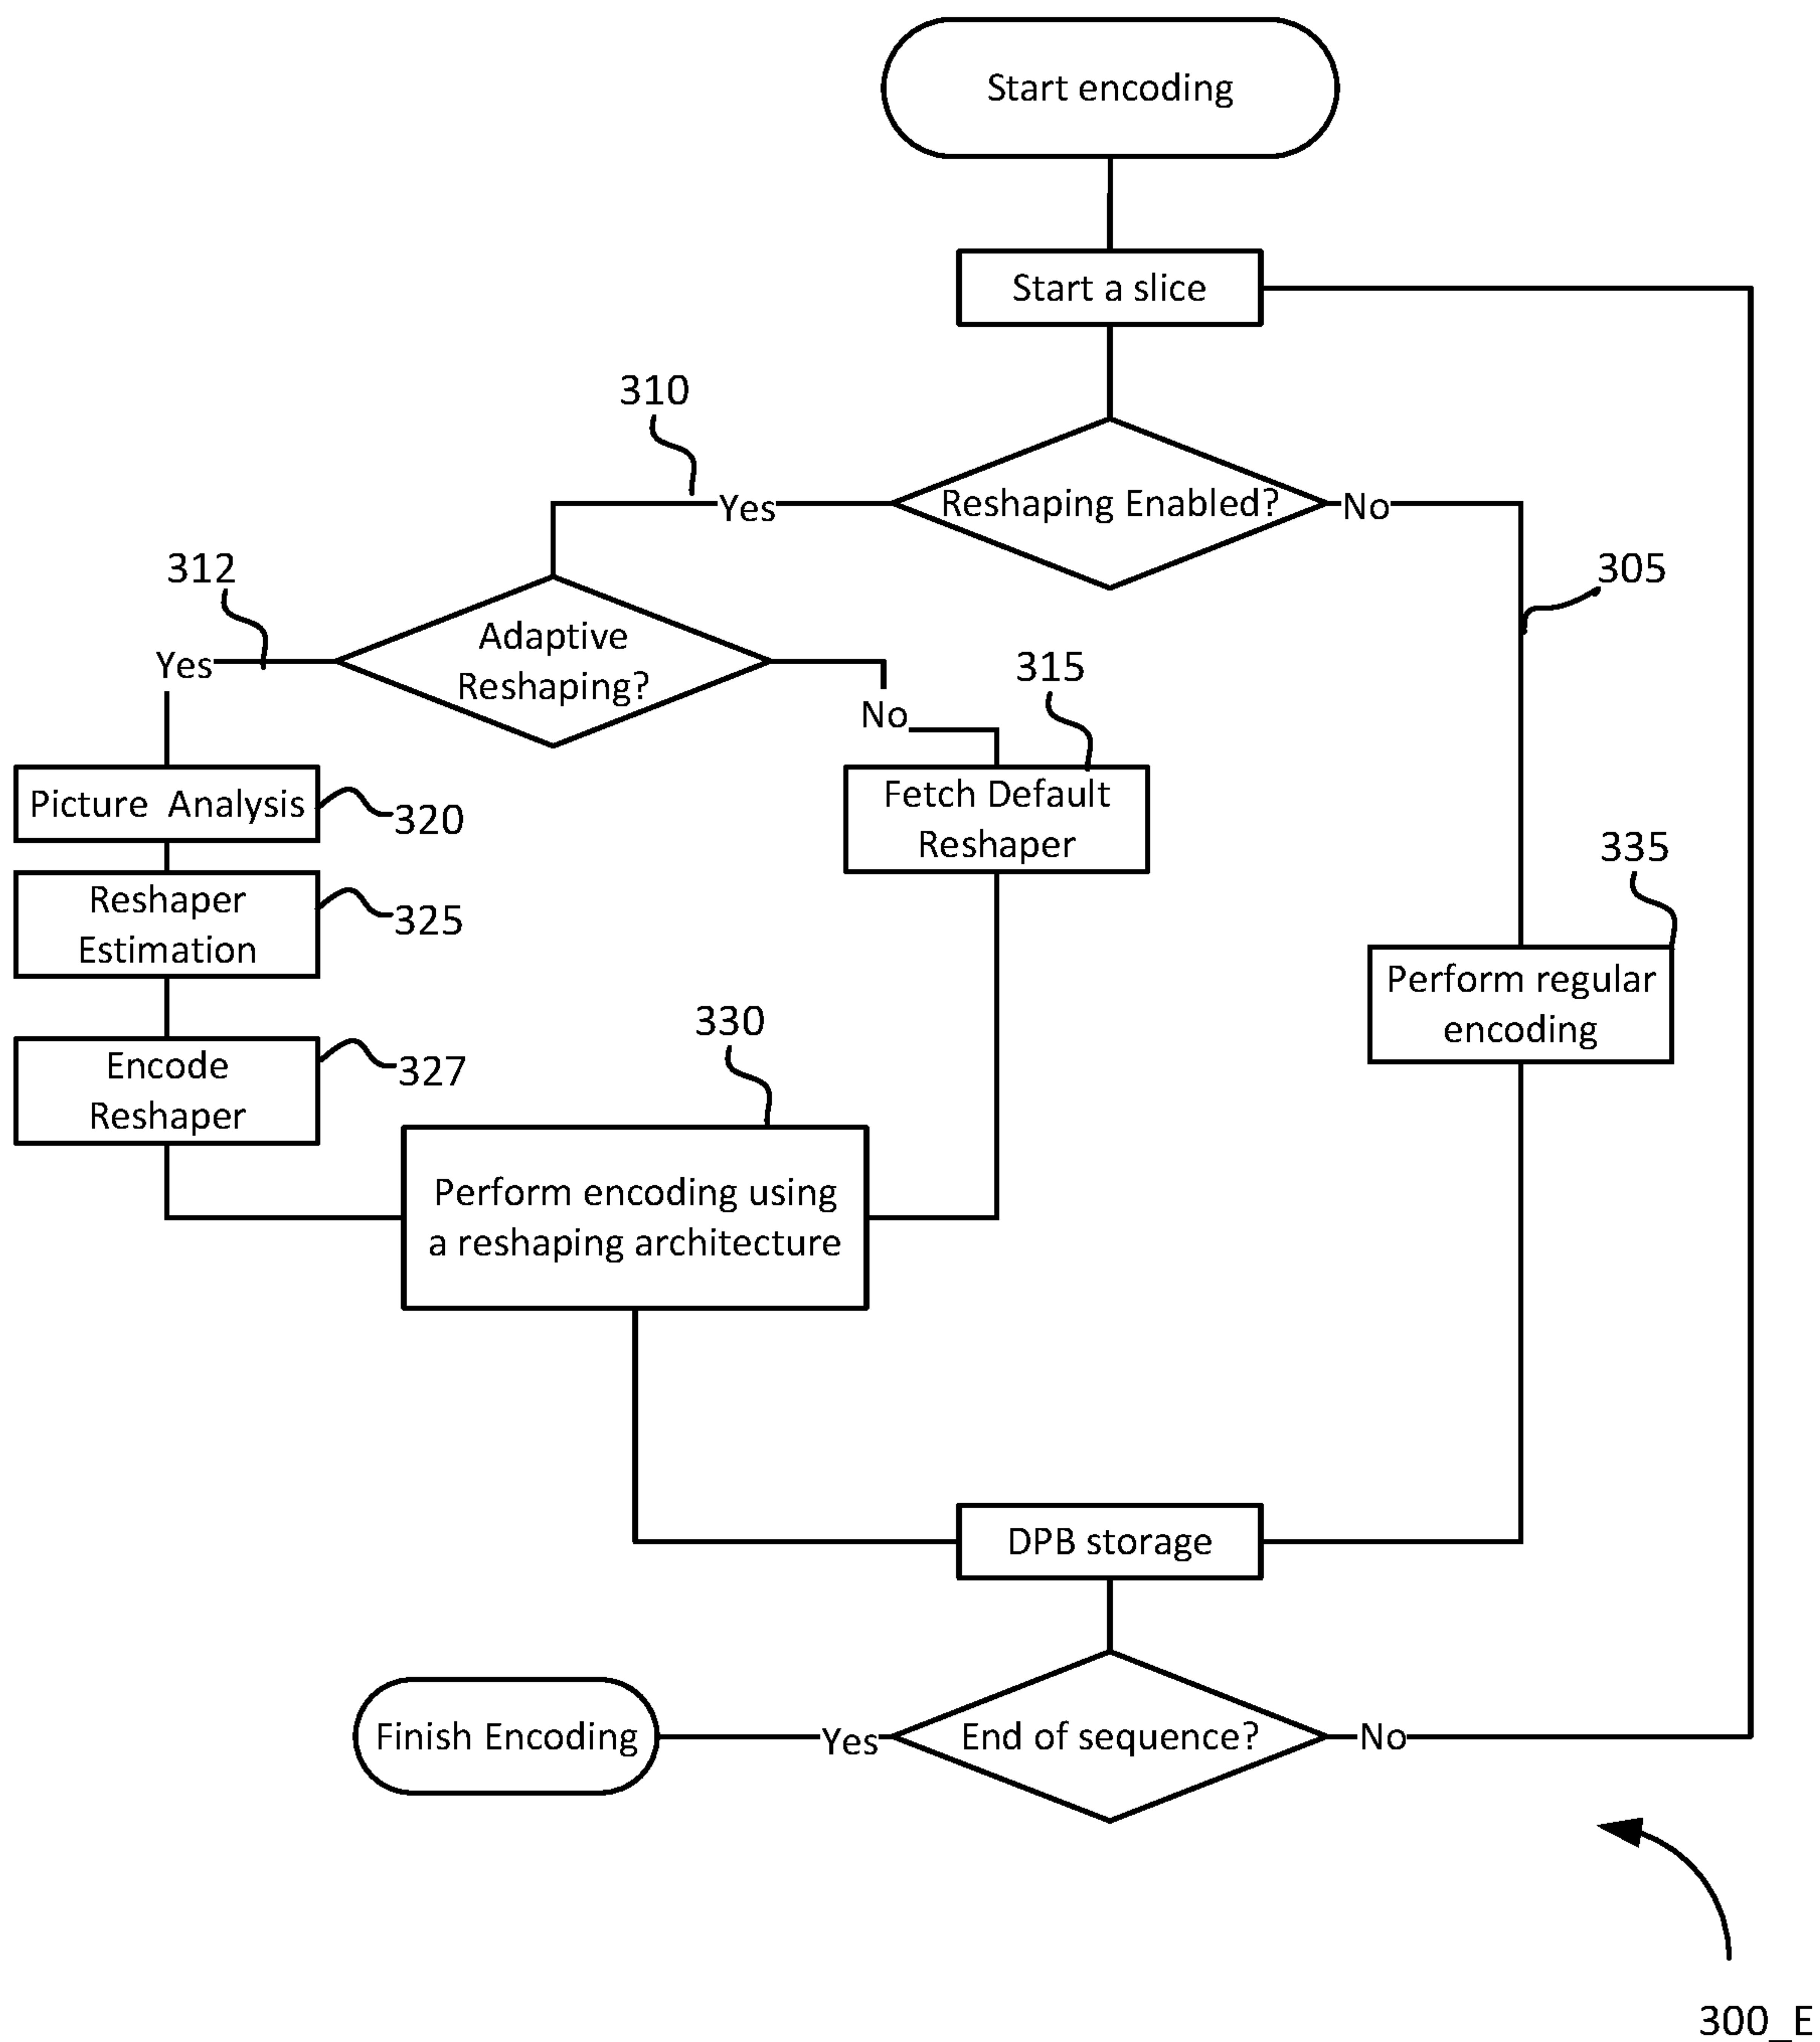 Start encoding
Start a slice
310
Reshaping Enabled?
Yes
No
312
305
Adaptive
Reshaping?
Yes
No
315
Picture Analysis
320
Fetch Default
Reshaper
335
Reshaper
Estimation
325
Perform regular
encoding
330
Encode
Reshaper
327
Perform encoding using
a reshaping architecture
DPB storage
Finish Encoding
Yes
End of sequence?
No
300_E